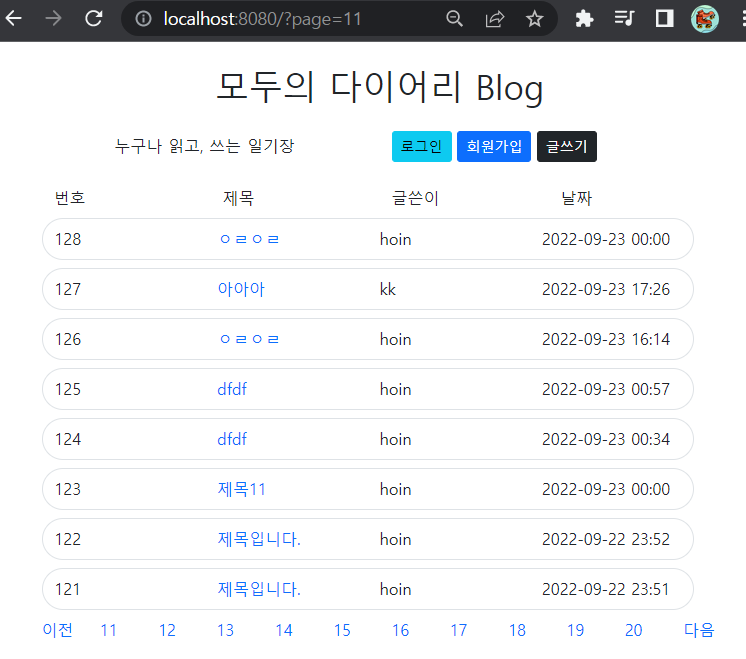 localhost:8080/?page=11
모두의 다이어리 Blog
누구나 읽고, 쓰는 일기장 로그인 회원가입 글쓰기
번호 제목 글쓴이 날짜
128 ㅇㄹㅇㄹ hoin 2022-09-23 00:00
127 아아아 kk 2022-09-23 17:26
126 ㅇㄹㅇㄹ hoin 2022-09-23 16:14
125 dfdf hoin 2022-09-23 00:57
124 dfdf hoin 2022-09-23 00:34
123 제목11 hoin 2022-09-23 00:00
122 제목입니다. hoin 2022-09-22 23:52
121 제목입니다. hoin 2022-09-22 23:51
이전 11 12 13 14 15 16 17 18 19 20 다음